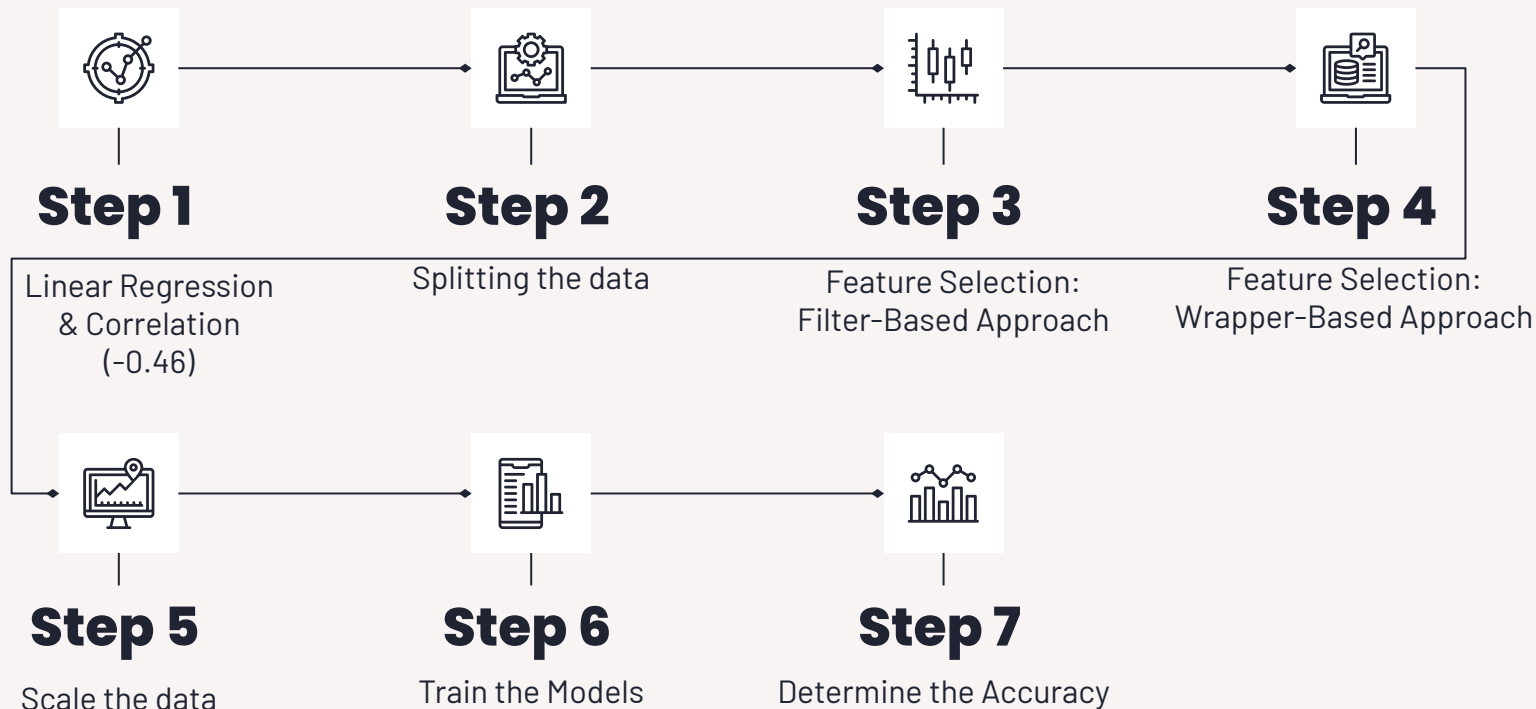 Step 1
Step 2
Step 3
Step 4
Linear Regression
& Correlation
(-0.46)
Splitting the data
Feature Selection:
Filter-Based Approach
Feature Selection:
Wrapper-Based Approach
Step 5
Step 6
Step 7
Scale the data
Train the Models
Determine the Accuracy